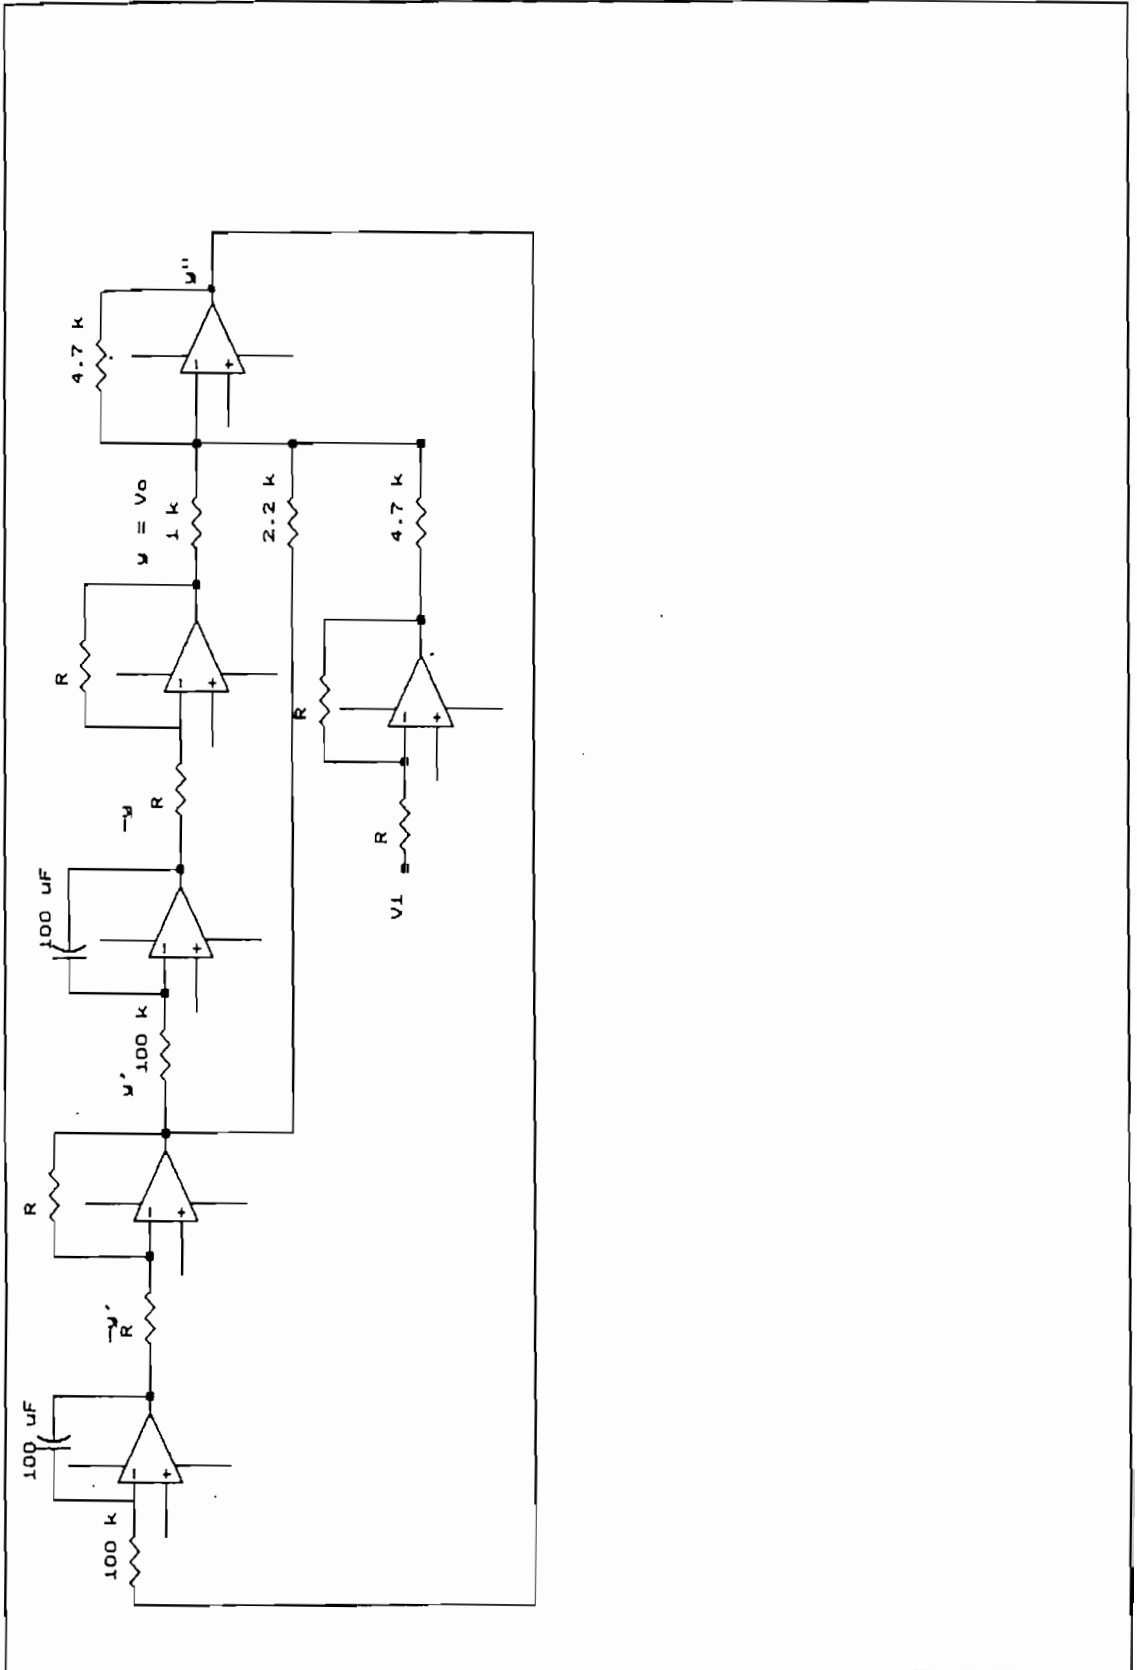 100 uF
100 k
-y'
R
R
y'
100 k
100 uF
-y
R
R
y = Vo
1 k
2.2 k
4.7 k
4.7 k
y"
V1
R
R
- +
- +
- +
- +
- +
- +